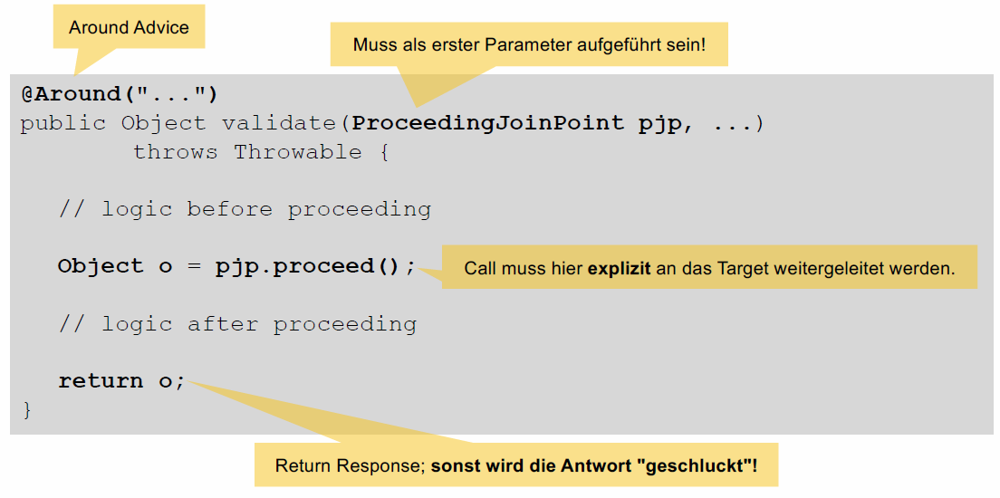 Around Advice
Muss als erster Parameter aufgeführt sein!
@Around("...")
public Object validate(ProceedingJoinPoint pjp, ...)
throws Throwable {
// logic before proceeding
Object o = pjp.proceed();
Call muss hier explizit an das Target weitergeleitet werden.
// logic after proceeding
return o;
}
Return Response; sonst wird die Antwort "geschluckt"!